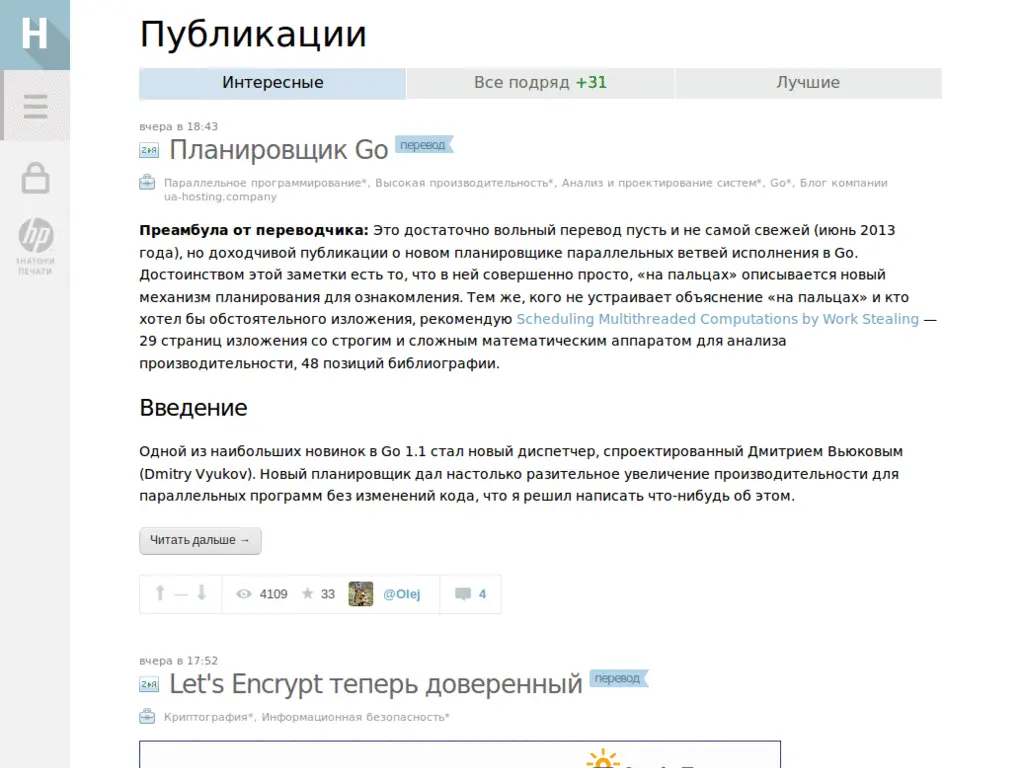 H
Публикации
Интересные
Все подряд +31
Лучшие
вчера в 18:43
Планировщик Go перевод
Параллельное программирование*, Высокая производительность*, Анализ и проектирование систем*, Go*, Блог компании
ua-hosting.company
hp
ЗНАТОКИ
ПЕЧАТИ
Преамбула от переводчика: Это достаточно вольный перевод пусть и не самой свежей (июнь 2013
года), но доходчивой публикации о новом планировщике параллельных ветвей исполнения в Go.
Достоинством этой заметки есть то, что в ней совершенно просто, «на пальцах» описывается новый
механизм планирования для ознакомления. Тем же, кого не устраивает объяснение «на пальцах» и кто
хотел бы обстоятельного изложения, рекомендую Scheduling Multithreaded Computations by Work Stealing —
29 страниц изложения со строгим и сложным математическим аппаратом для анализа
производительности, 48 позиций библиографии.
Введение
Одной из наибольших новинок в Go 1.1 стал новый диспетчер, спроектированный Дмитрием Вьюковым
(Dmitry Vyukov). Новый планировщик дал настолько разительное увеличение производительности для
параллельных программ без изменений кода, что я решил написать что-нибудь об этом.
Читать дальше →
— 4109 33 @Olej 4
вчера в 17:52
Let's Encrypt теперь доверенный перевод
Криптография*, Информационная безопасность*